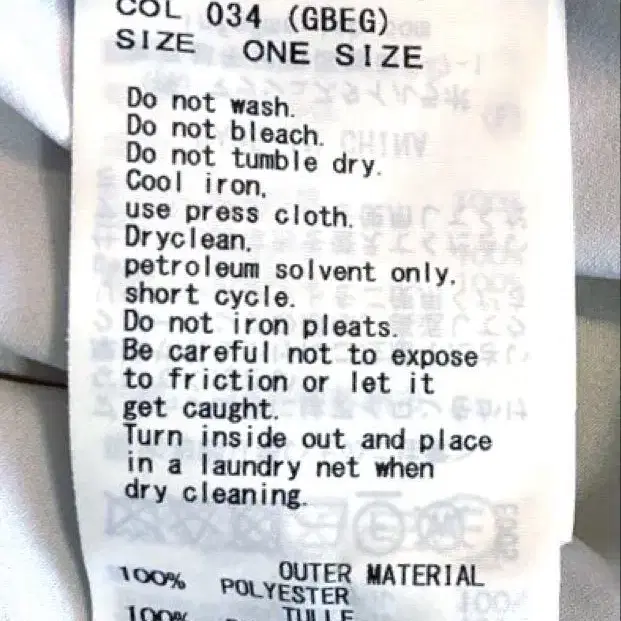 COL 034 (GBEG)
SIZE ONE SIZE
Do not wash.
Do not bleach.
Do not tumble dry.
Cool iron,
use press cloth.
Dryclean,
petroleum solvent only,
short cycle.
Do not iron pleats.
Be careful not to expose
to friction or let it
get caught.
Turn inside out and place
in a laundry net when
dry cleaning.
OUTER MATERIAL
100% POLYESTER
TULLE
100%